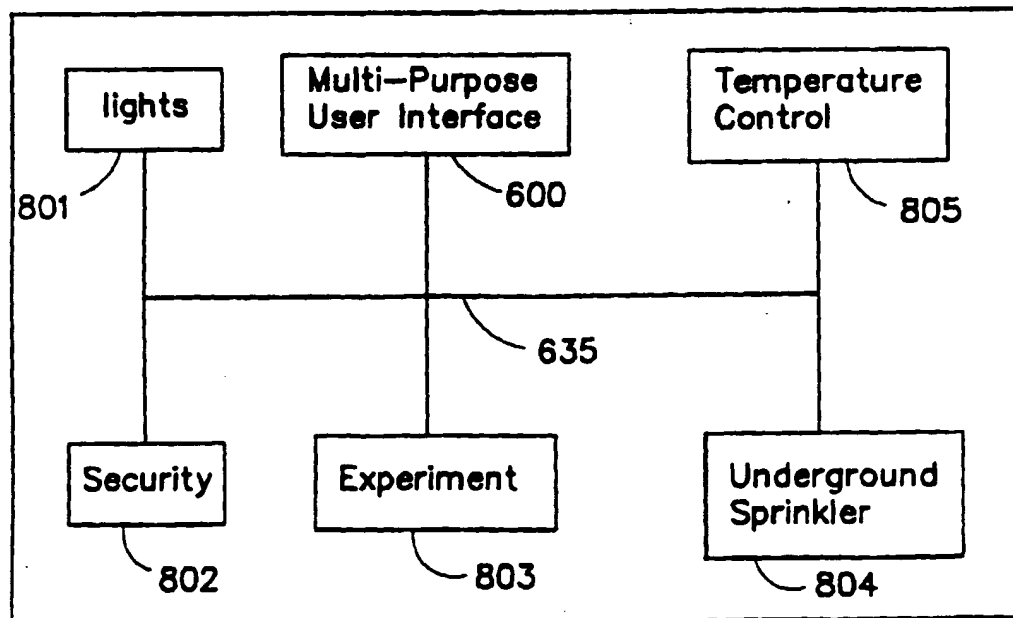 lights
Multi-Purpose
User Interface
Temperature
Control
801
600
805
635
Security
Experiment
Underground
Sprinkler
802
803
804